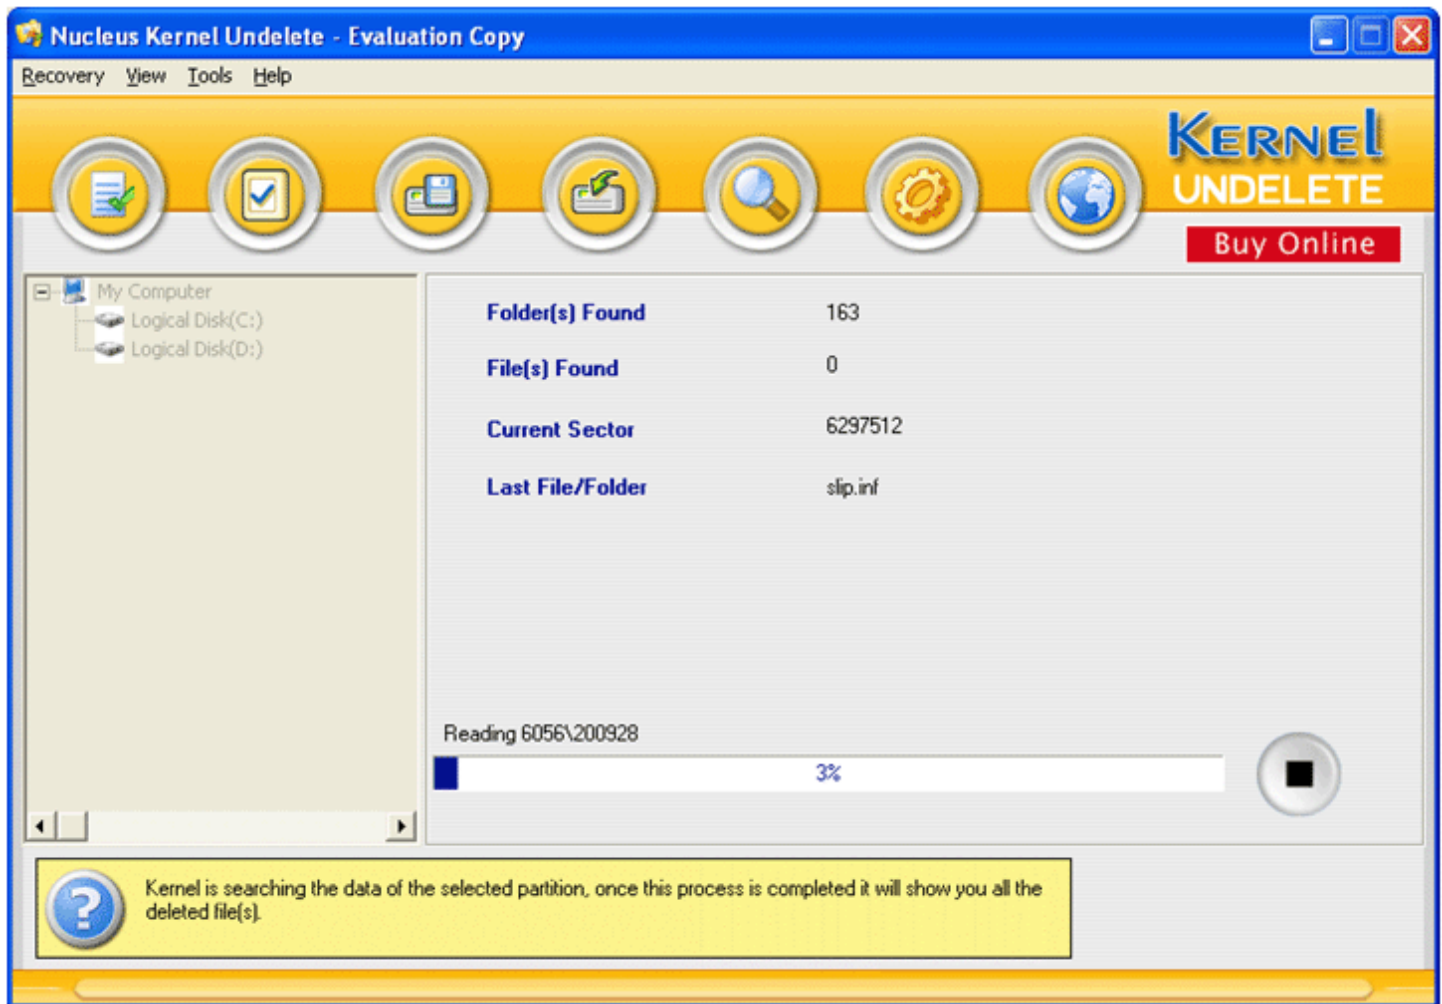 Nucleus Kernel Undelete - Evaluation Copy
Recovery View Tools Help
KERNEL
UNDELETE
Buy Online
My Computer
Logical Disk(C:)
Logical Disk(D:)
Folder(s) Found 163
File(s) Found 0
Current Sector 6297512
Last File/Folder slip.inf
Reading 6056\200928
3%
Kernel is searching the data of the selected partition, once this process is completed it will show you all the
deleted file(s).